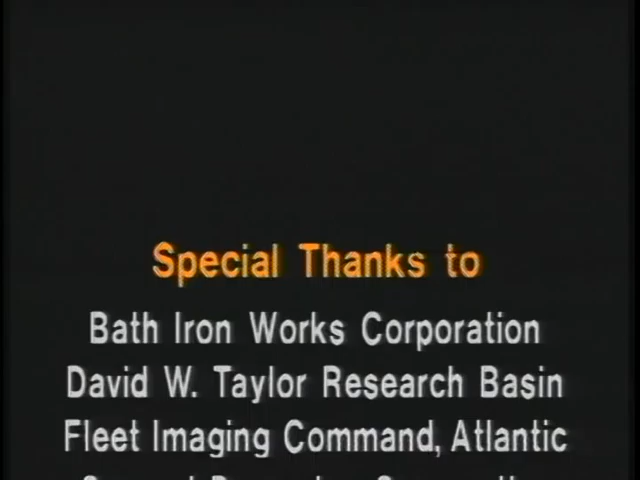 Special Thanks to
Bath Iron Works Corporation
David W. Taylor Research Basin
Fleet Imaging Command, Atlantic